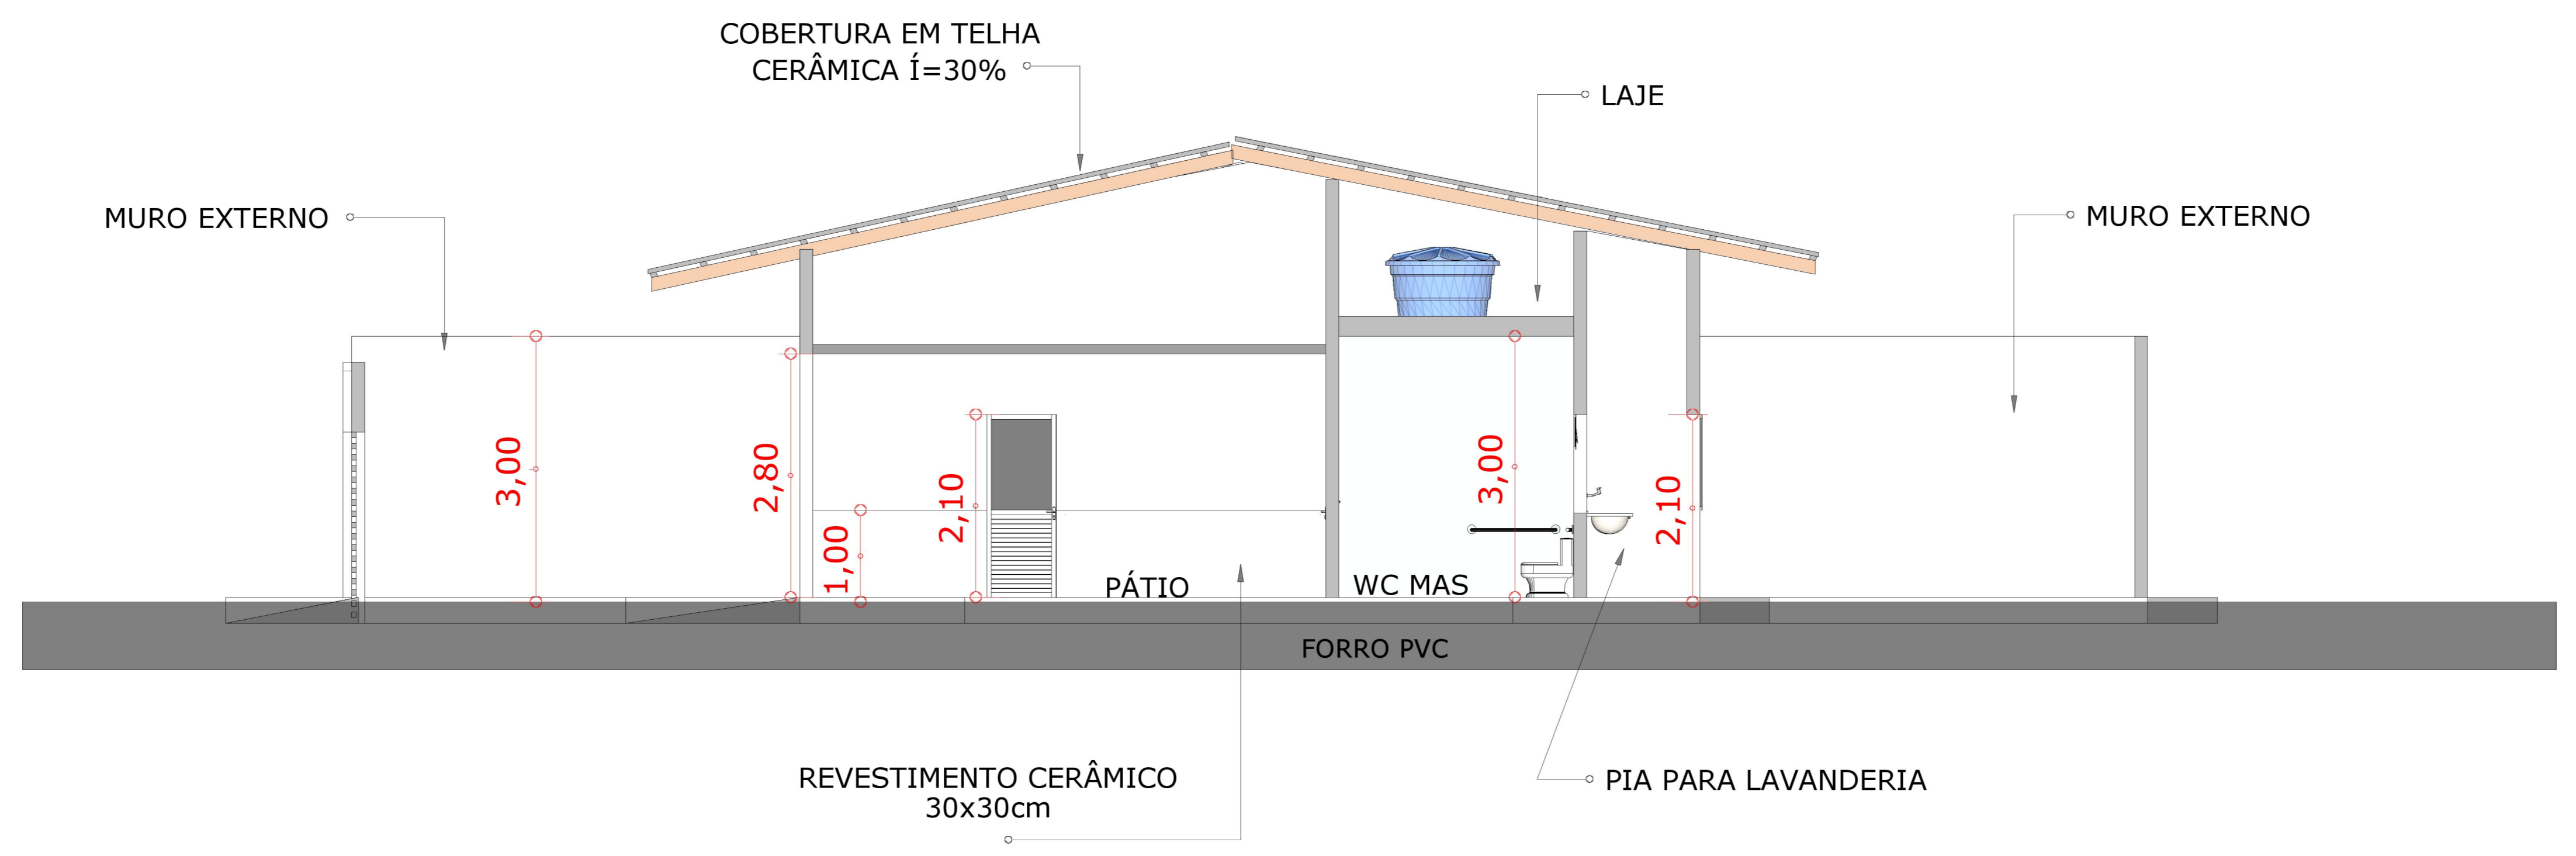 COBERTURA EM TELHA
CERÂMICA Í=30%
LAJE
MURO EXTERNO
MURO EXTERNO
3,00
2,80
1,00
2,10
3,00
2,10
PÁTIO
WC MAS
FORRO PVC
REVESTIMENTO CERÂMICO
30x30cm
PIA PARA LAVANDERIA